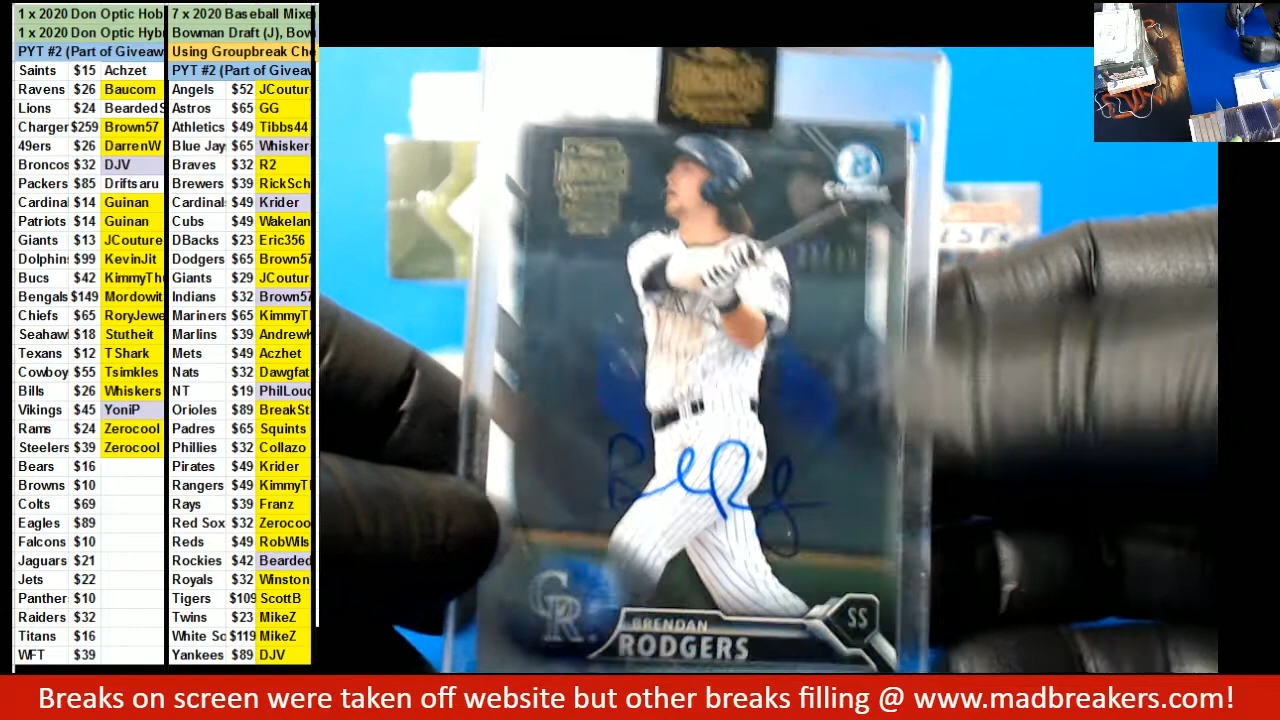 1 x 2020 Don Optic Hob
1 x 2020 Don Optic Hybr
PYT #2 (Part of Giveaw
Saints $15 Achzet
Ravens $26 Baucom
Lions $24 BeardedS
Charger $259 Brown57
49ers $26 DarrenW
Broncos $32 DJV
Packers $85 Driftsaru
Cardinal $14 Guinan
Patriots $14 Guinan
Giants $13 JCouture
Dolphin $99 KevinJit
Bucs $42 KimmyThu
Bengals $149 Mordowit
Chiefs $65 RoryJewe
Seahaw $18 Stutheit
Texans $12 TShark
Cowboy $55 Tsimkles
Bills $26 Whiskers
Vikings $45 YoniP
Rams $24 Zerocool
Steelers $39 Zerocool
Bears $16
Browns $10
Colts $69
Eagles $89
Falcons $10
Jaguars $21
Jets $22
Panther $10
Raiders $32
Titans $16
WFT $39
7 x 2020 Baseball Mixe
Bowman Draft (J), Bow
Using Groupbreak Che
PYT #2 (Part of Giveaw
Angels $52 JCoutur
Astros $65 GG
Athletics $49 Tibbs44
Blue Jay $65 Whisker
Braves $32 R2
Brewers $39 RickSch
Cardinal $49 Krider
Cubs $49 Wakelan
DBacks $23 Eric356
Dodgers $65 Brown57
Giants $29 JCoutur
Indians $32 Brown57
Mariners $65 KimmyTl
Marlins $39 AndrewK
Mets $49 Aczhet
Nats $32 Dawgfat
NT $19 PhilLouc
Orioles $89 BreakSt
Padres $65 Squints
Phillies $32 Collazo
Pirates $49 Krider
Rangers $49 KimmyTl
Rays $39 Franz
Red Sox $32 Zerocoo
Reds $49 RobWils
Rockies $42 Bearded
Royals $32 Winston
Tigers $109 ScottB
Twins $23 MikeZ
White So $119 MikeZ
Yankees $89 DJV
ARCHIVES
CR
BRENDAN
RODGERS
SS
Breaks on screen were taken off website but other breaks filling @ www.madbreakers.com!